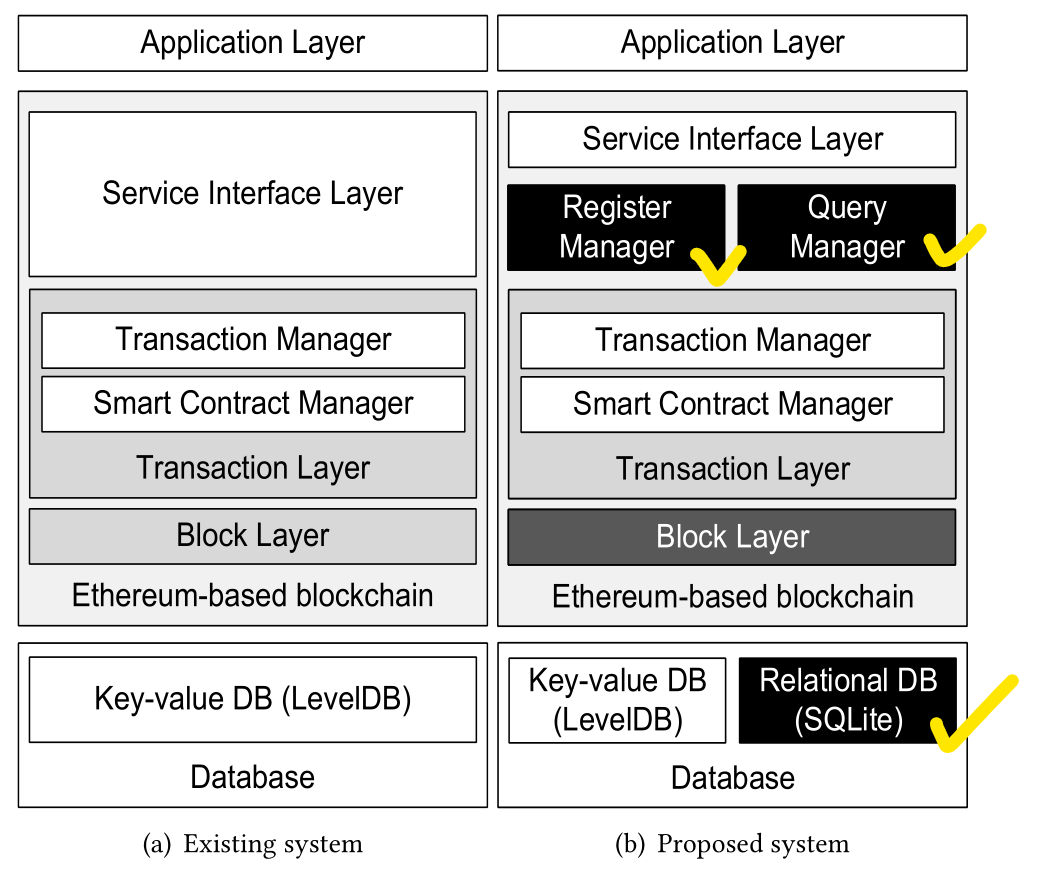 Application Layer
Service Interface Layer
Transaction Manager
Smart Contract Manager
Transaction Layer
Block Layer
Ethereum-based blockchain
Key-value DB (LevelDB)
Database
(a) Existing system
Application Layer
Service Interface Layer
Register
Manager
Query
Manager
Transaction Manager
Smart Contract Manager
Transaction Layer
Block Layer
Ethereum-based blockchain
Key-value DB
(LevelDB)
Relational DB
(SQLite)
Database
(b) Proposed system